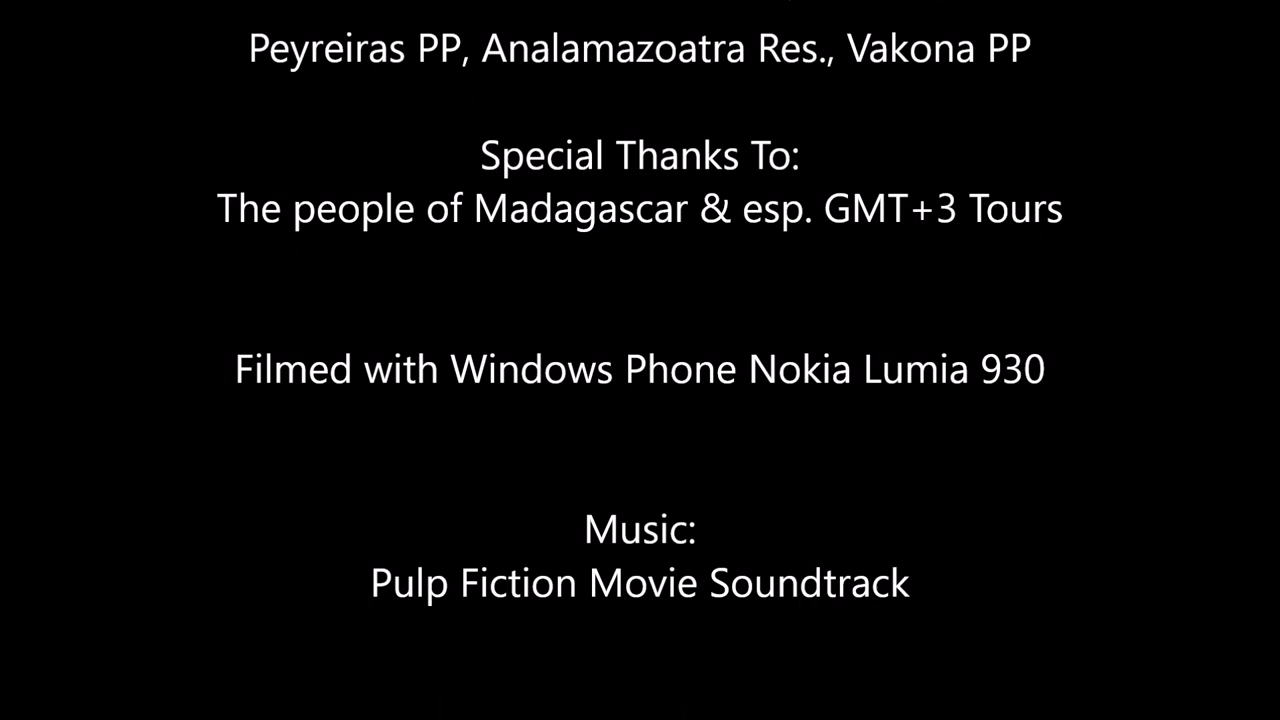 Peyreiras PP, Analamazoatra Res., Vakona PP
Special Thanks To:
The people of Madagascar & esp. GMT+3 Tours
Filmed with Windows Phone Nokia Lumia 930
Music:
Pulp Fiction Movie Soundtrack